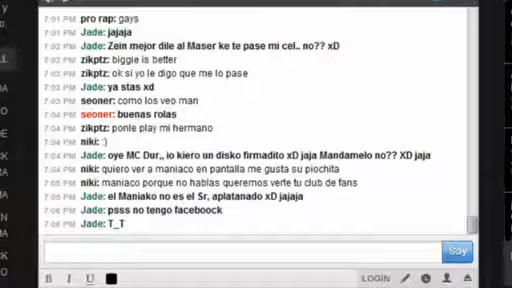 7:01 PM pro rap: gays
7:01 PM Jade: jajaja
7:02 PM Jade: Zein mejor dile al Maser ke te pase mi cel.. no?? xD
7:02 PM zikptz: biggie is better
7:03 PM zikptz: ok si yo le digo que me lo pase
7:03 PM Jade: ya stas xd
7:03 PM seoner: como los veo man
7:04 PM seoner: buenas rolas
7:04 PM zikptz: ponle play mi hermano
7:04 PM niki: :)
7:04 PM Jade: oye MC Dur,, io kiero un disko firmadito xD jaja Mandamelo no?? XD jaja
7:04 PM niki: quiero ver a maniaco en pantalla me gusta su piochita
7:05 PM niki: maniaco porque no hablas queremos verte tu club de fans
7:05 PM Jade: el Maniako no es el Sr, aplatanado xD jajaja
7:06 PM Jade: psss no tengo faceboock
7:06 PM Jade: T_T
Say
B I U
LOGIN